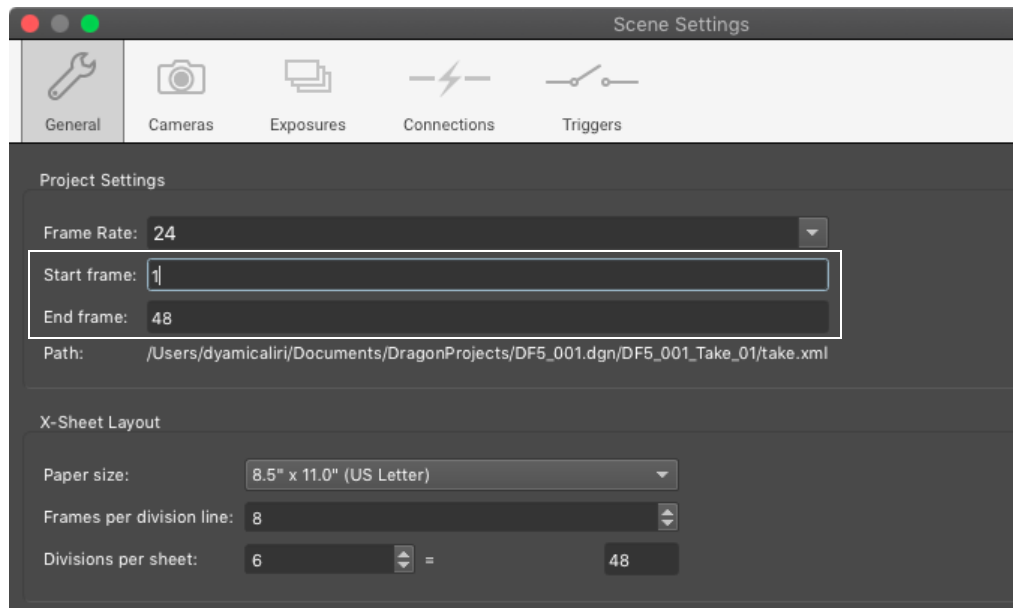 Scene Settings
General Cameras Exposures Connections Triggers
Project Settings
Frame Rate: 24
Start frame: 1
End frame: 48
Path: /Users/dyamicaliri/Documents/DragonProjects/DF5_001.dgn/DF5_001_Take_01/take.xml
X-Sheet Layout
Paper size: 8.5" x 11.0" (US Letter)
Frames per division line: 8
Divisions per sheet: 6 = 48